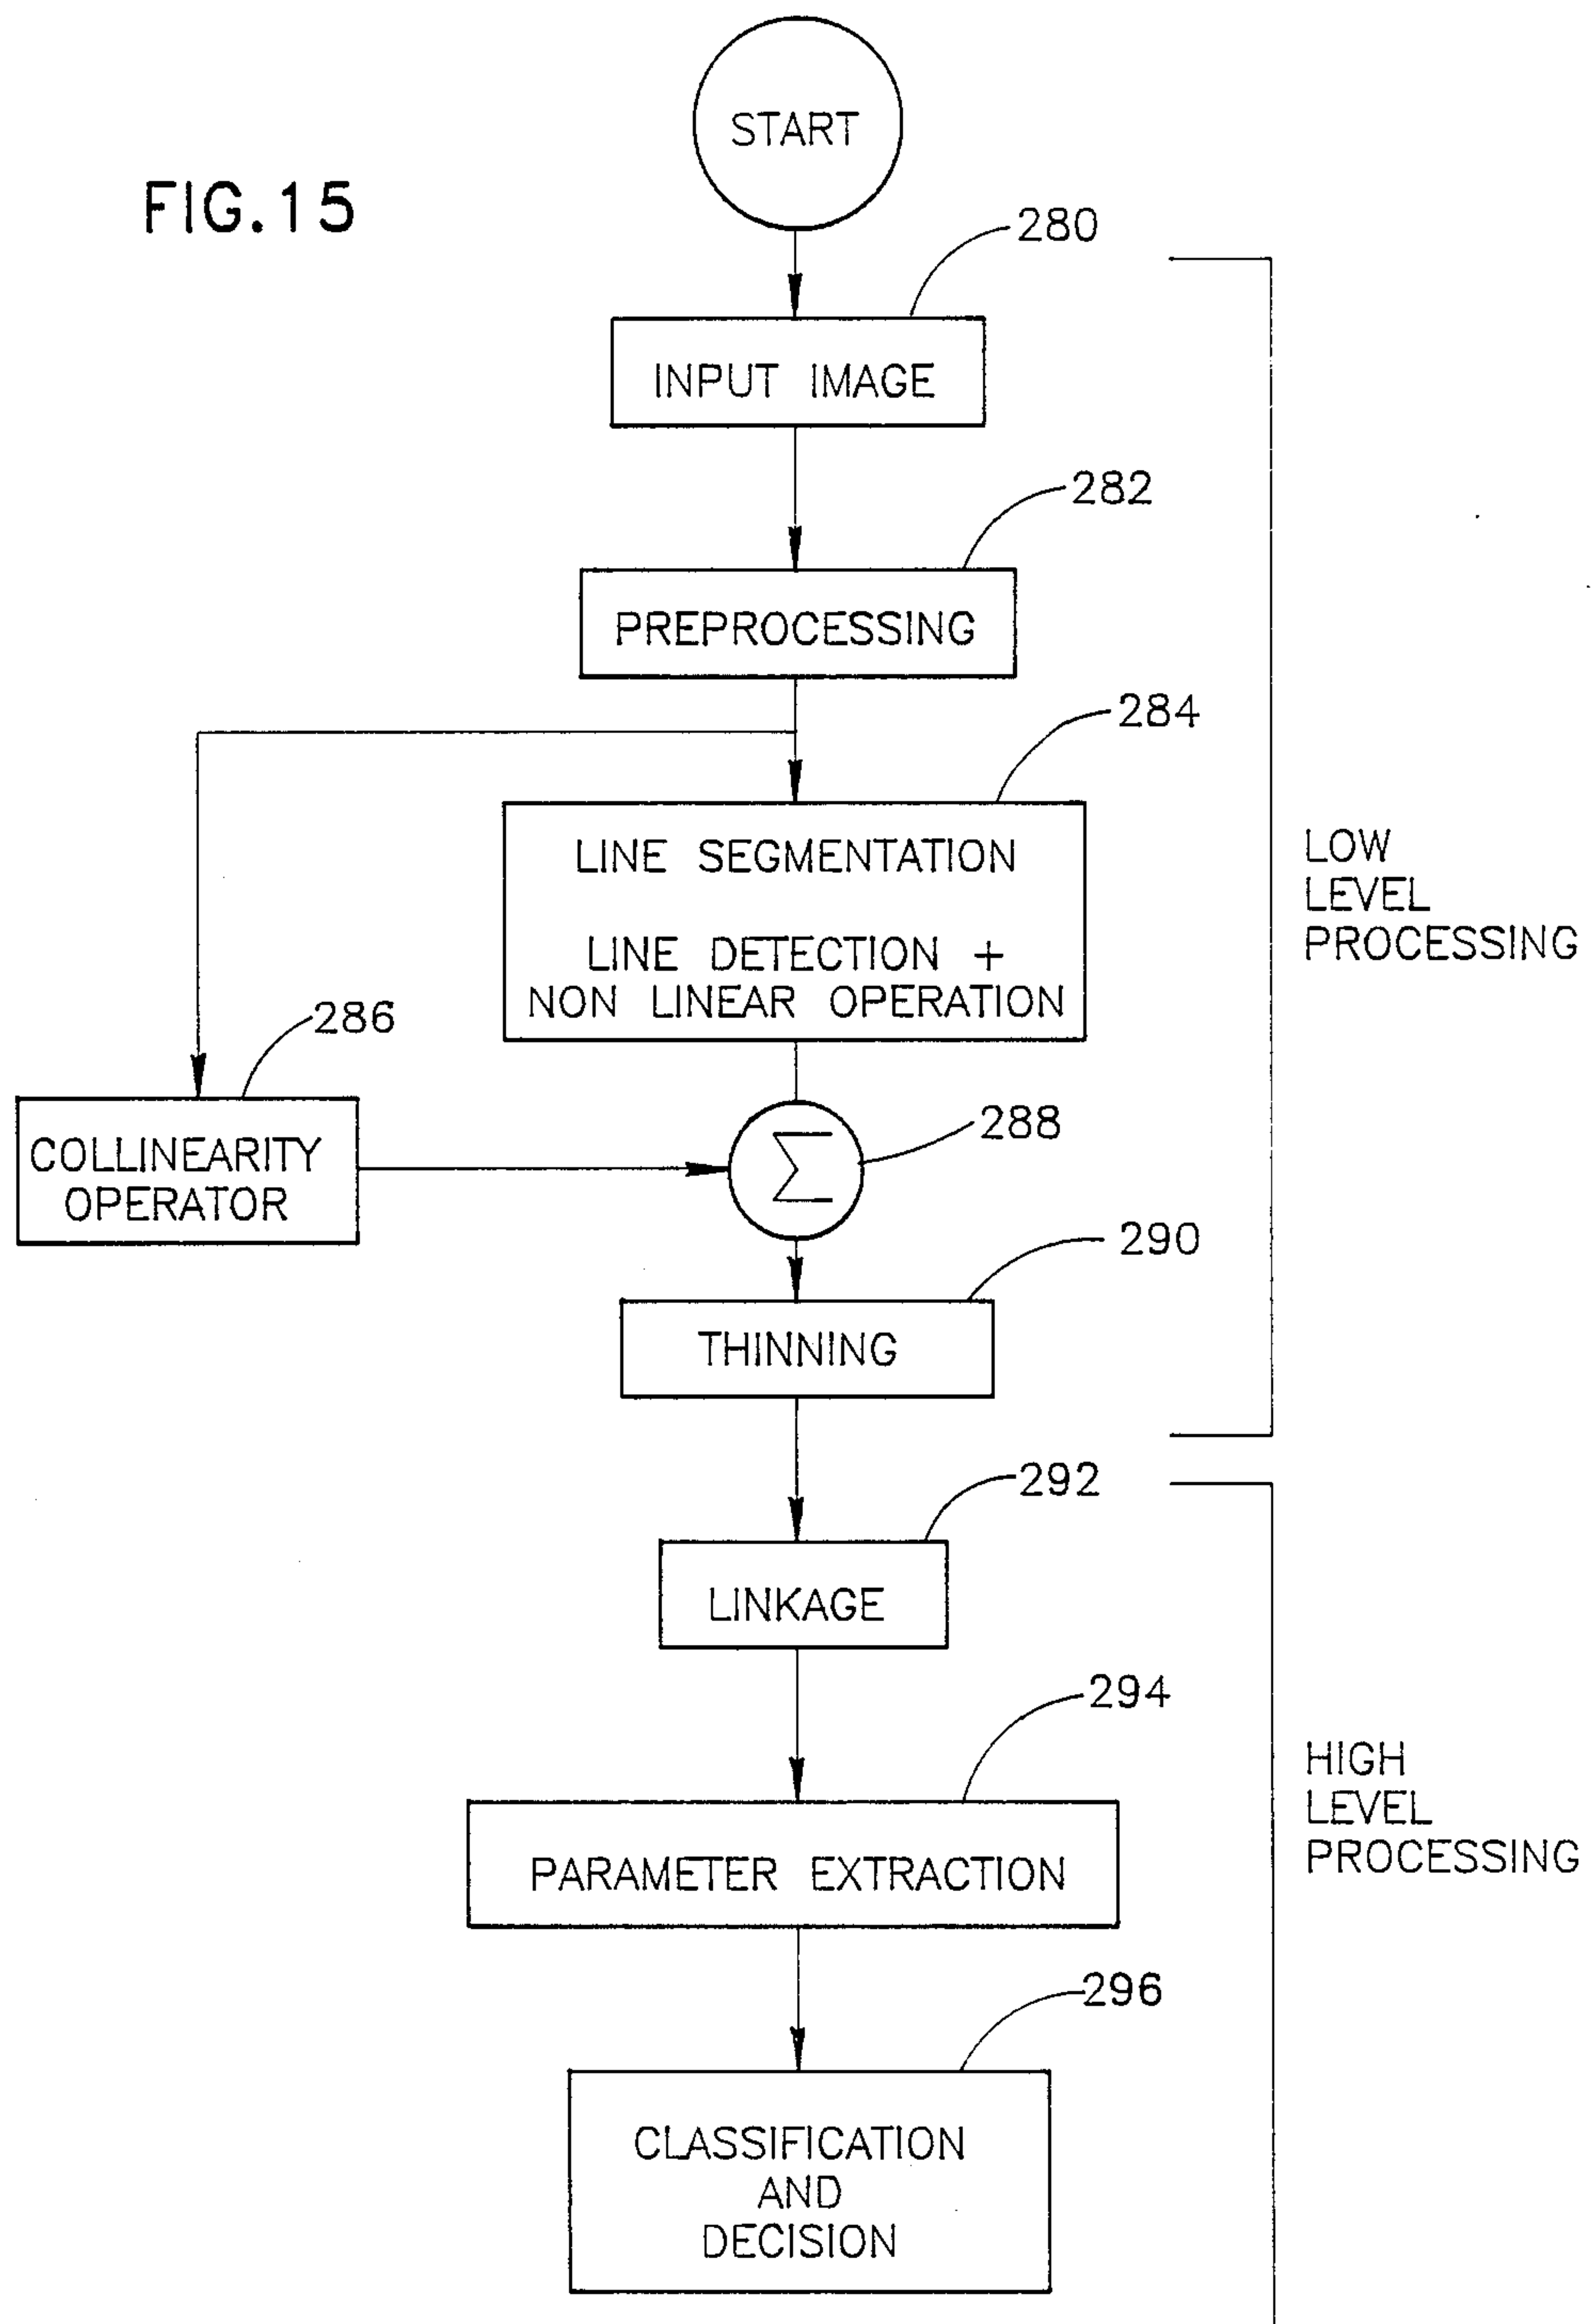 FIG.15
START
280
INPUT IMAGE
282
PREPROCESSING
284
LINE SEGMENTATION
LINE DETECTION +
NON LINEAR OPERATION
LOW
LEVEL
PROCESSING
286
COLLINEARITY
OPERATOR
288
Σ
290
THINNING
292
LINKAGE
294
PARAMETER EXTRACTION
HIGH
LEVEL
PROCESSING
296
CLASSIFICATION
AND
DECISION